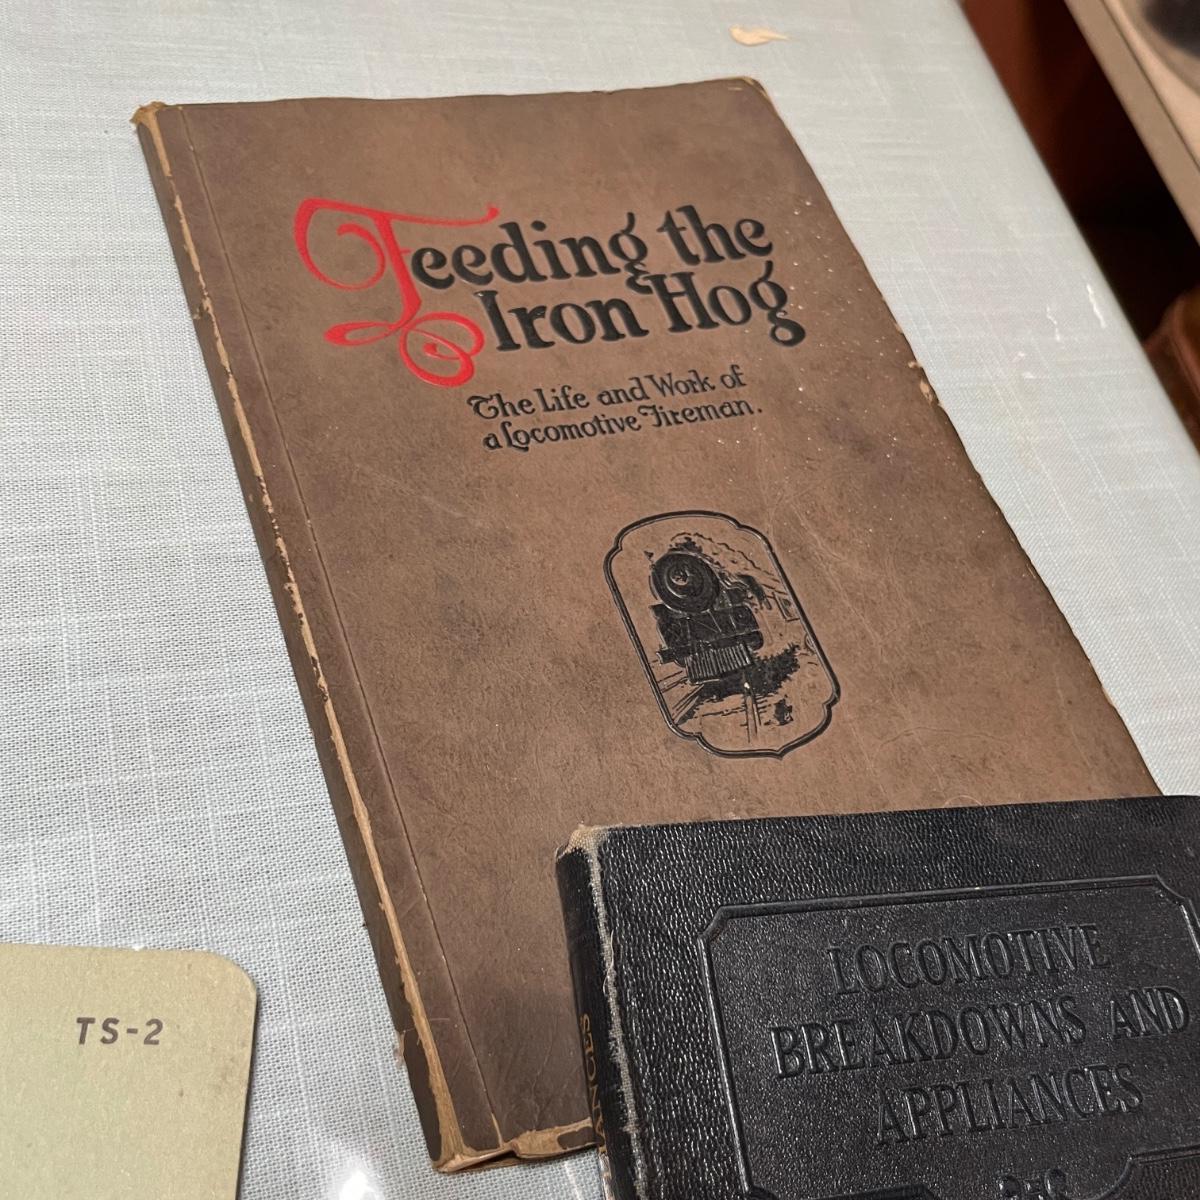 Feeding the
Iron Hog
The Life and Work of
a Locomotive Fireman.
TS-2
LOCOMOTIVE
BREAKDOWNS AND
APPLIANCES